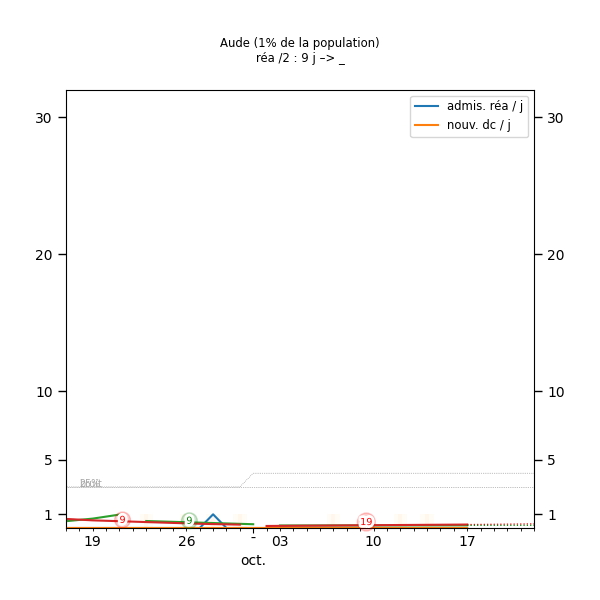 Aude (1% de la population)
réa /2 : 9 j –> _
admis. réa / j
nouv. dc / j
30 30
20 20
10 10
5 5
1 1
9 9 19
19 26 - 03 10 17
oct.